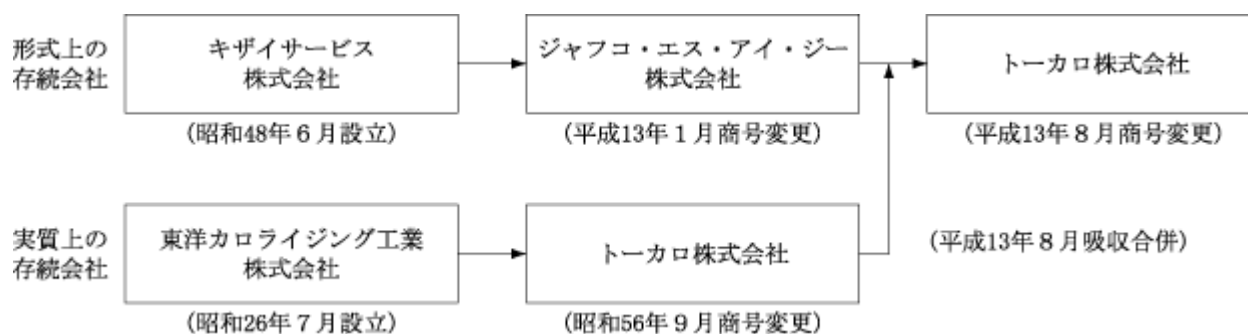 形式上の
存続会社
キザイサービス
株式会社
(昭和48年6月設立)
ジャフコ・エス・アイ・ジー
株式会社
(平成13年1月商号変更)
トーカロ株式会社
(平成13年8月商号変更)
実質上の
存続会社
東洋カロライジング工業
株式会社
(昭和26年7月設立)
トーカロ株式会社
(昭和56年9月商号変更)
(平成13年8月吸収合併)